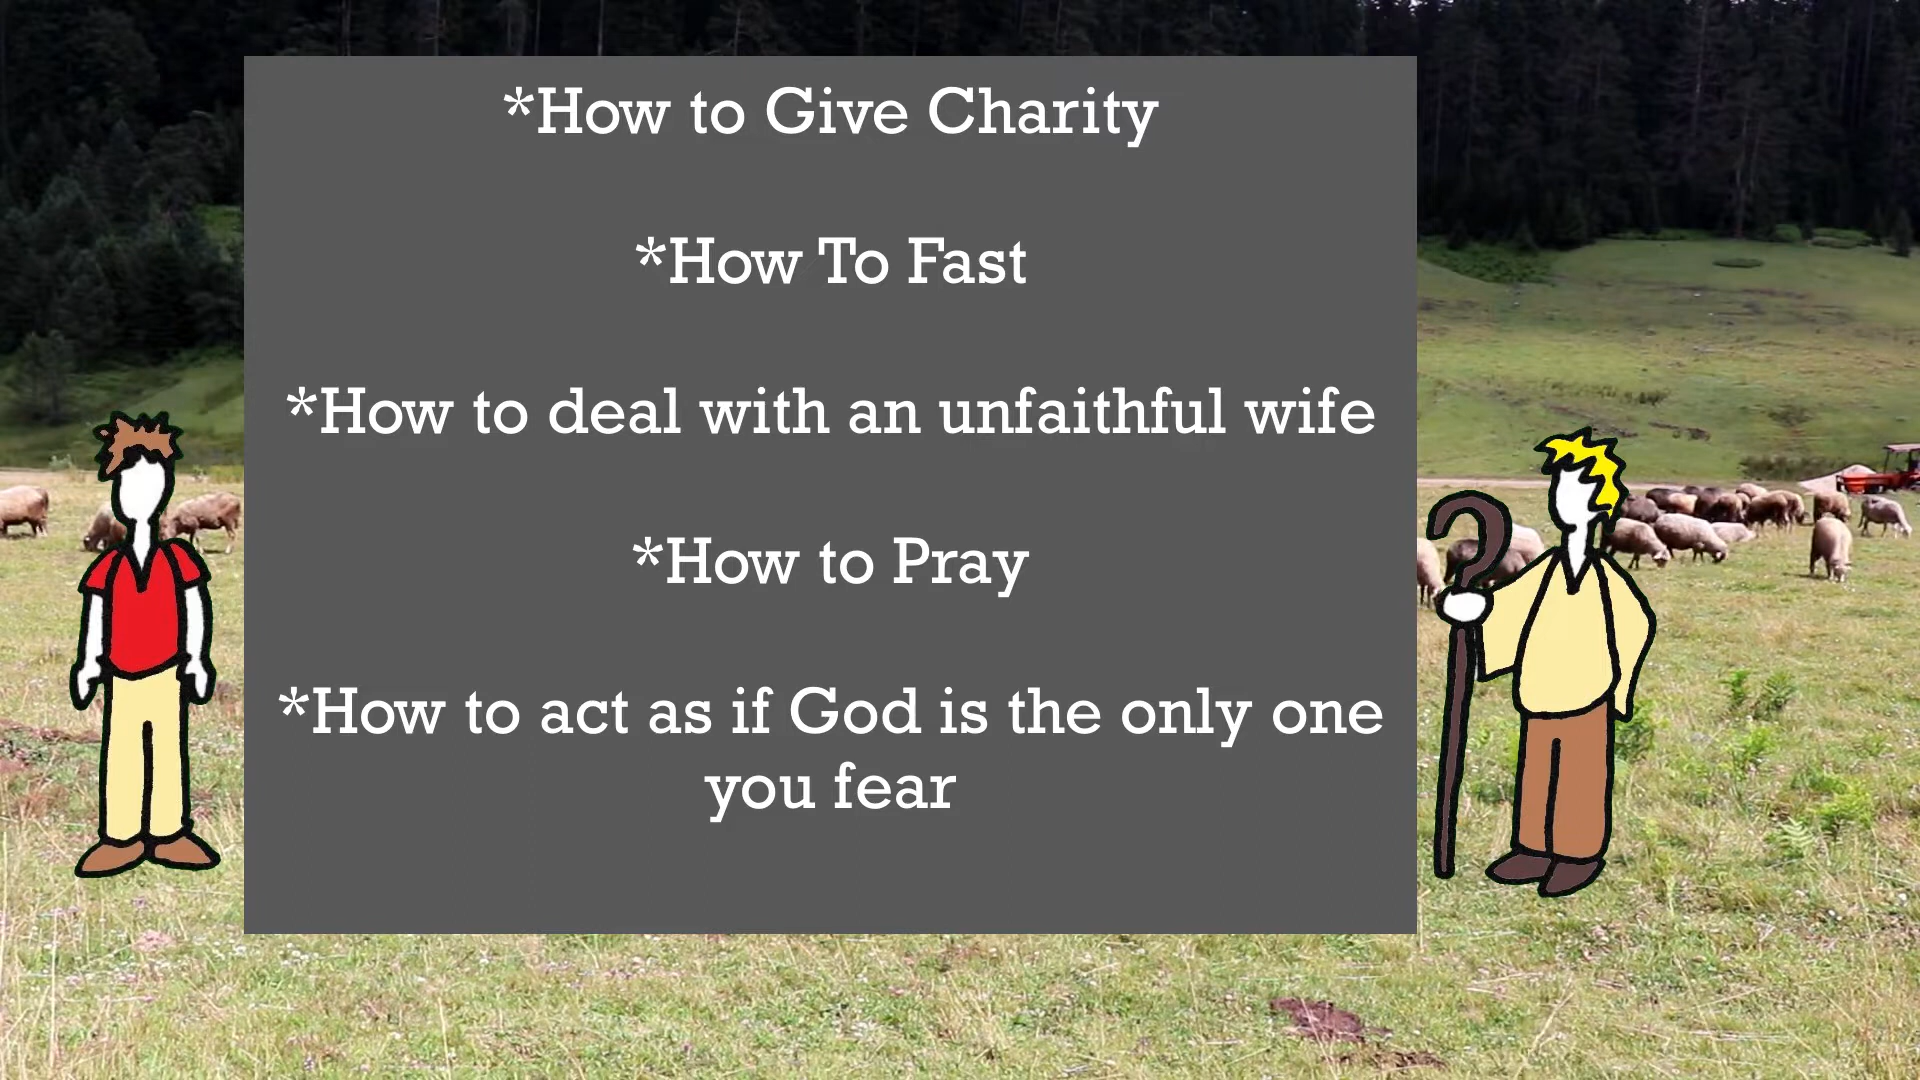 *How to Give Charity
*How To Fast
*How to deal with an unfaithful wife
*How to Pray
*How to act as if God is the only one
you fear